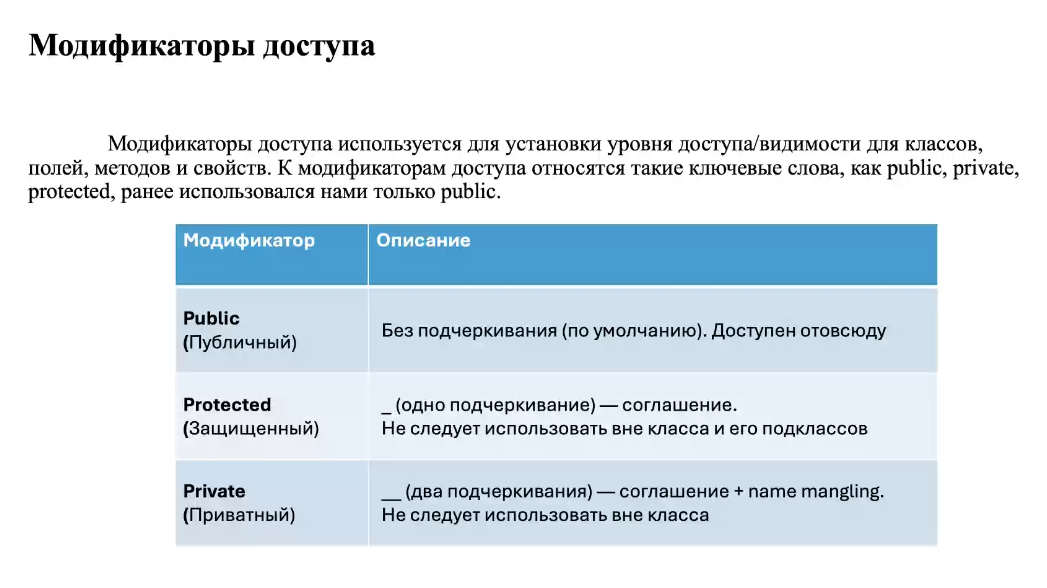 Модификаторы доступа
Модификаторы доступа используется для установки уровня доступа/видимости для классов,
полей, методов и свойств. К модификаторам доступа относятся такие ключевые слова, как public, private,
protected, ранее использовался нами только public.
Модификатор Описание
Public
(Публичный)
Без подчеркивания (по умолчанию). Доступен отовсюду
Protected
(Защищенный)
_ (одно подчеркивание) — соглашение.
Не следует использовать вне класса и его подклассов
Private
(Приватный)
__ (два подчеркивания) — соглашение + name mangling.
Не следует использовать вне класса